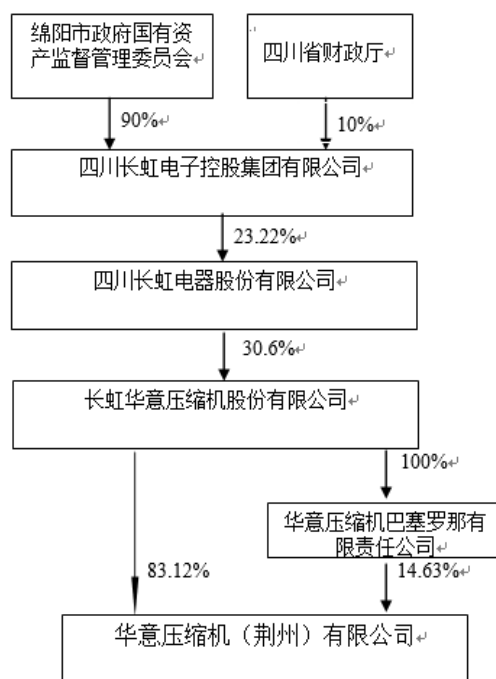 绵阳市政府国有资
产监督管理委员会↵
四川省财政厅↵
90%↵
10%↵
四川长虹电子控股集团有限公司↵
23.22%↵
四川长虹电器股份有限公司↵
30.6%↵
长虹华意压缩机股份有限公司↵
100%↵
华意压缩机巴塞罗那有
限责任公司↵
83.12%
14.63%↵
华意压缩机（荆州）有限公司↵